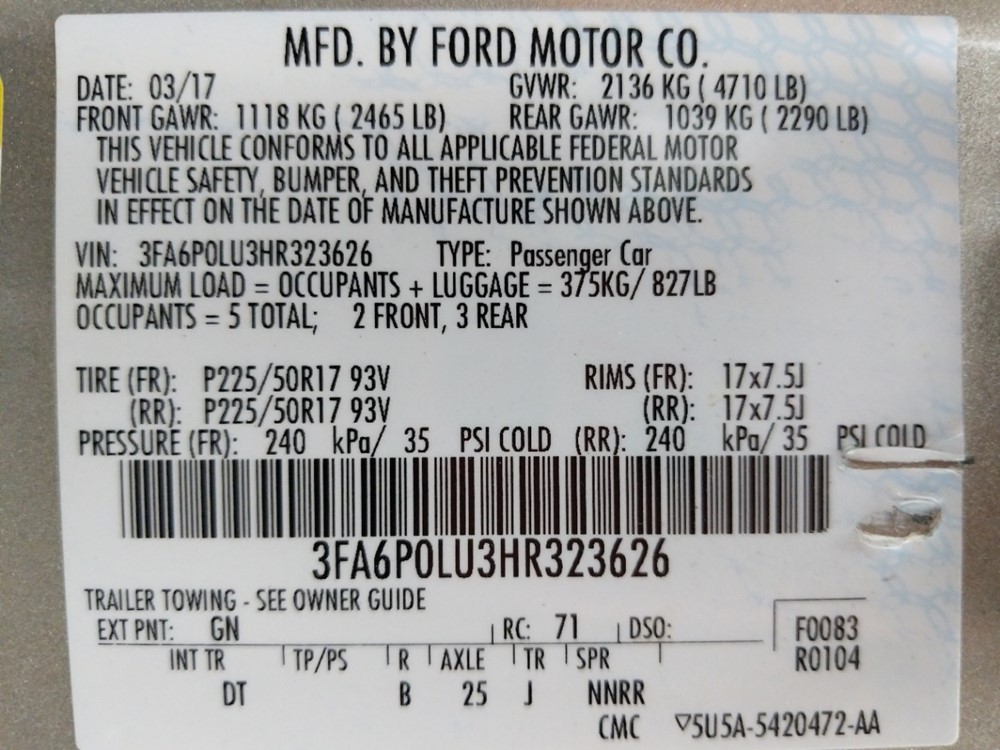 MFD. BY FORD MOTOR CO.
DATE: 03/17 GVWR: 2136 KG ( 4710 LB)
FRONT GAWR: 1118 KG ( 2465 LB) REAR GAWR: 1039 KG ( 2290 LB)
THIS VEHICLE CONFORMS TO ALL APPLICABLE FEDERAL MOTOR
VEHICLE SAFETY, BUMPER, AND THEFT PREVENTION STANDARDS
IN EFFECT ON THE DATE OF MANUFACTURE SHOWN ABOVE.
VIN: 3FA6P0LU3HR323626 TYPE: Passenger Car
MAXIMUM LOAD = OCCUPANTS + LUGGAGE = 375KG/ 827LB
OCCUPANTS = 5 TOTAL; 2 FRONT, 3 REAR
TIRE (FR): P225/50R17 93V RIMS (FR): 17x7.5J
(RR): P225/50R17 93V (RR): 17x7.5J
PRESSURE (FR): 240 kPa/ 35 PSI COLD (RR): 240 kPa/ 35 PSI COLD
3FA6P0LU3HR323626
TRAILER TOWING - SEE OWNER GUIDE
EXT PNT: GN RC: 71 DSO: F0083
INT TR TP/PS R AXLE TR SPR R0104
DT B 25 J NNRR
CMC ▽5U5A-5420472-AA